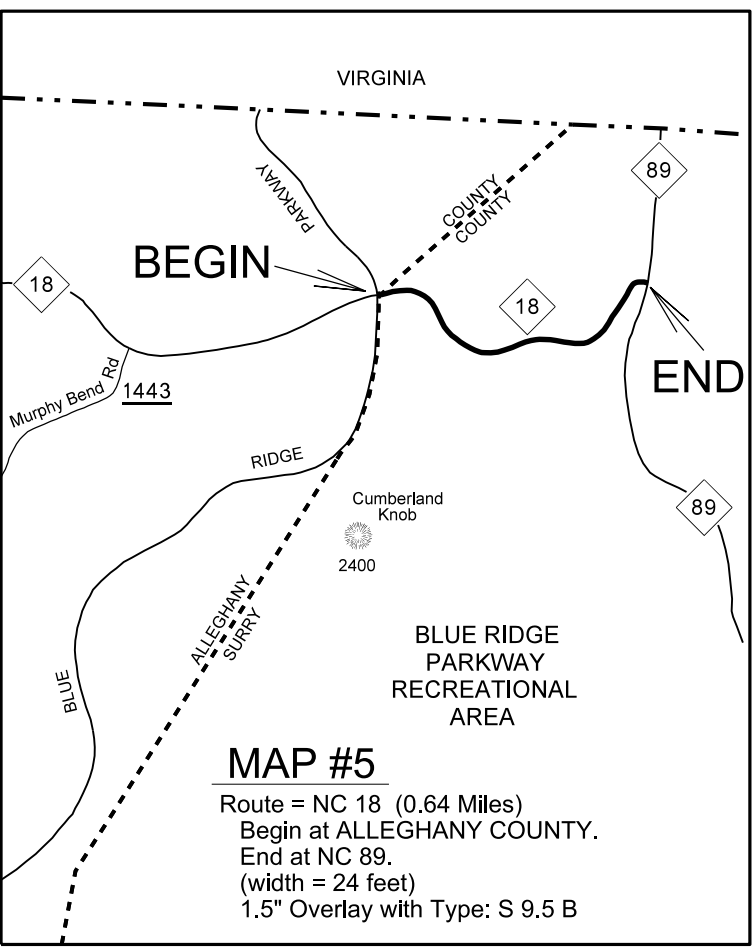 VIRGINIA
PARKWAY
COUNTY
COUNTY
89
BEGIN
18
18
END
Murphy Bend Rd
1443
RIDGE
Cumberland
Knob
2400
89
ALLEGHANY
SURRY
BLUE
BLUE RIDGE
PARKWAY
RECREATIONAL
AREA
MAP #5
Route = NC 18 (0.64 Miles)
Begin at ALLEGHANY COUNTY.
End at NC 89.
(width = 24 feet)
1.5" Overlay with Type: S 9.5 B